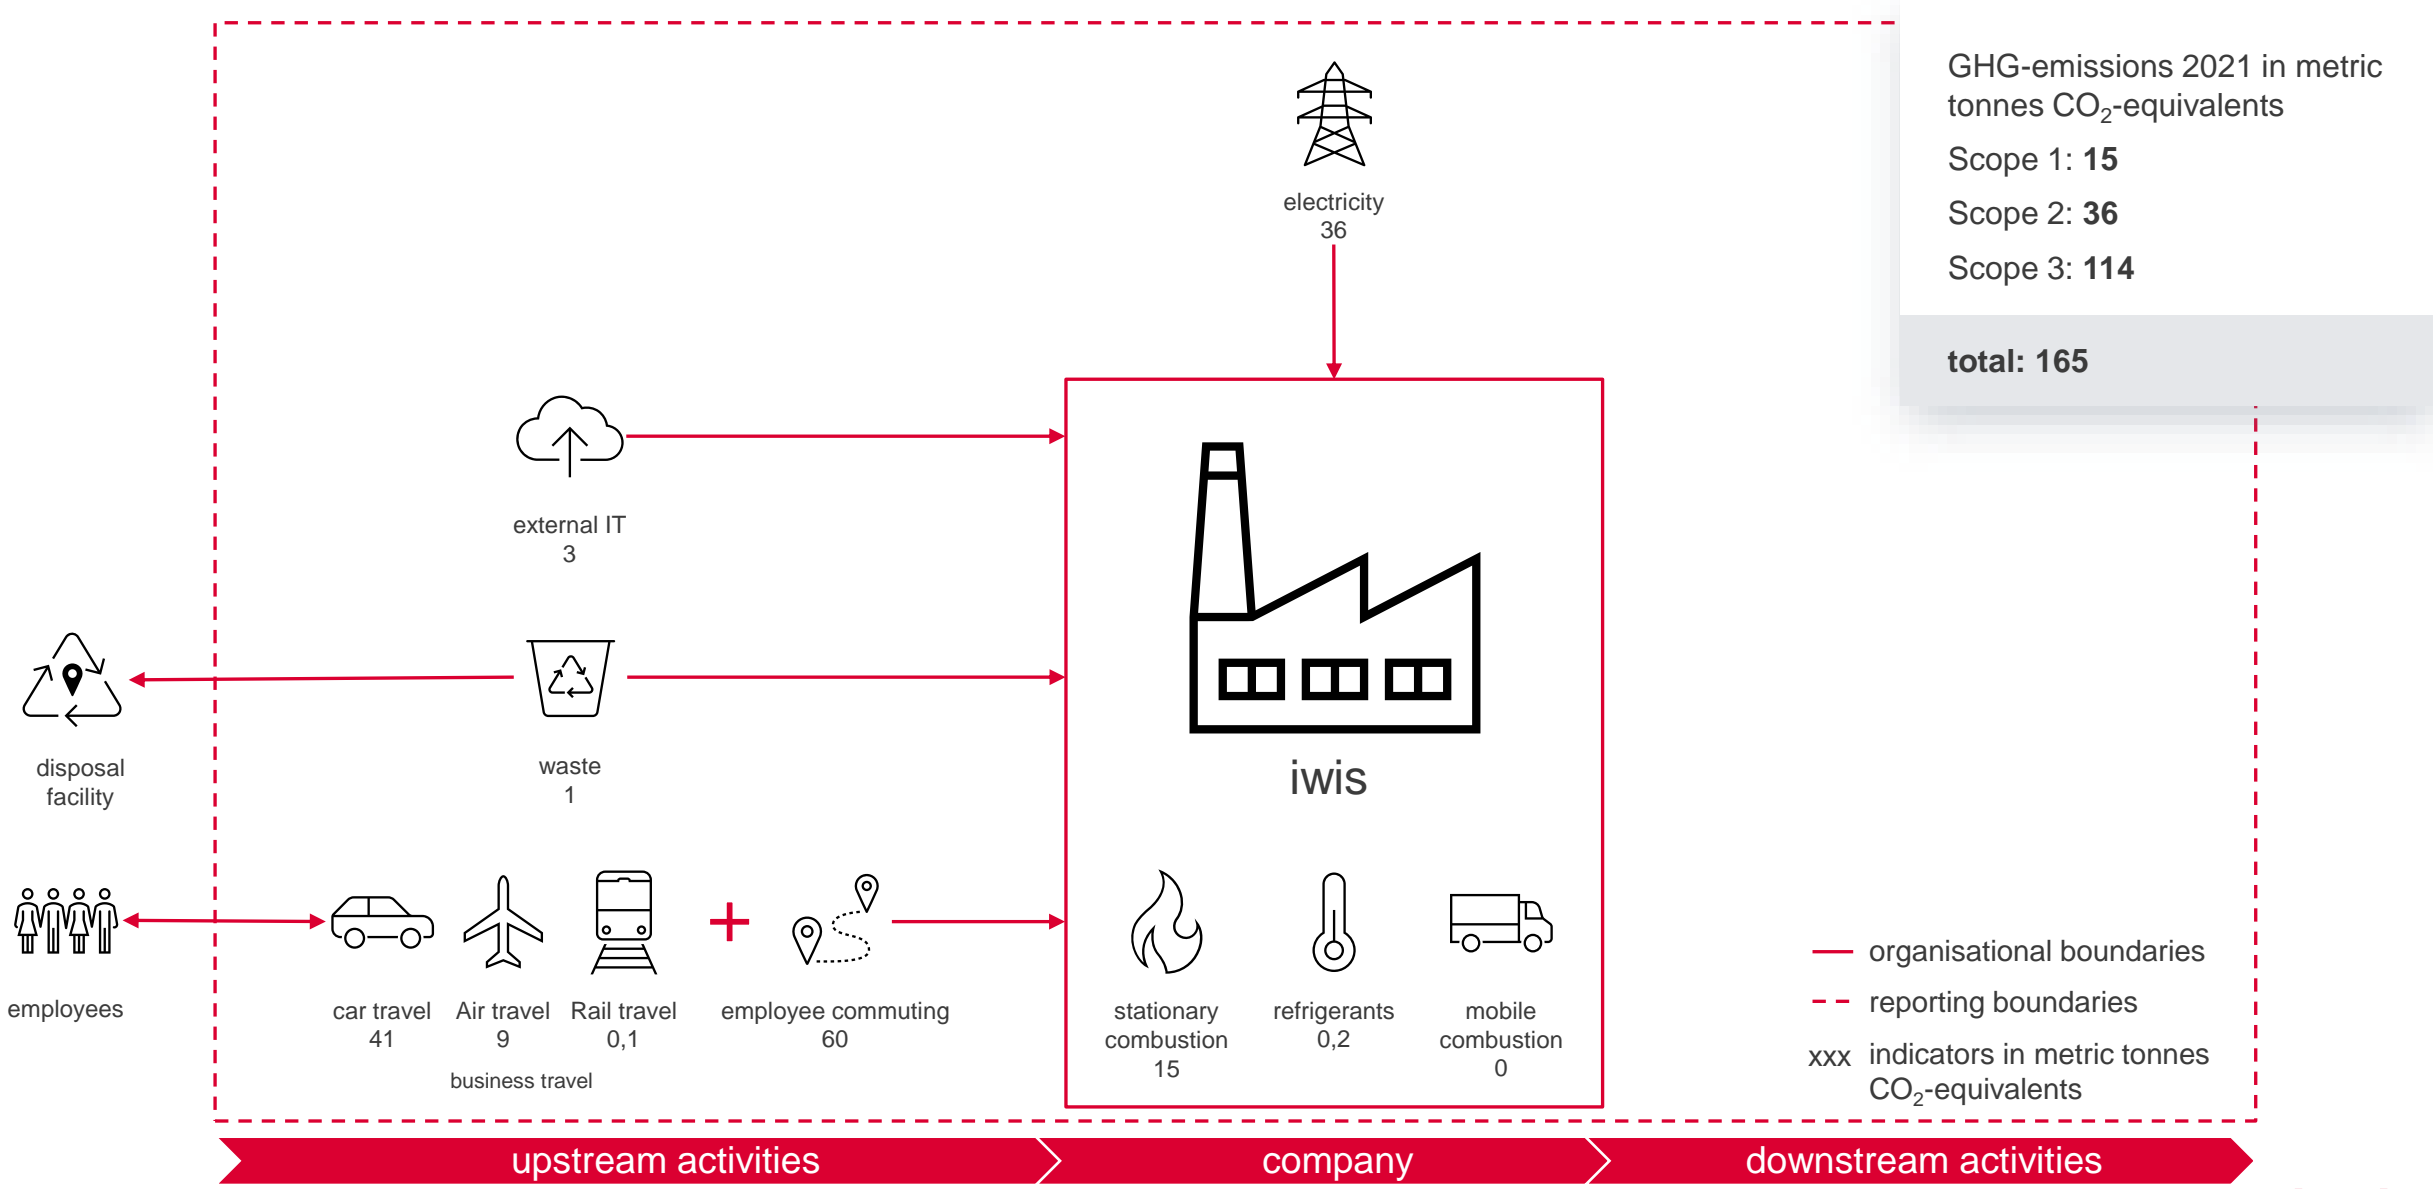 GHG-emissions 2021 in metric
tonnes CO₂-equivalents
Scope 1: 15
Scope 2: 36
Scope 3: 114
total: 165
electricity
36
external IT
3
disposal
facility
waste
1
iwis
employees
car travel
41
Air travel
9
Rail travel
0,1
business travel
+
employee commuting
60
stationary
combustion
15
refrigerants
0,2
mobile
combustion
0
organisational boundaries
reporting boundaries
xxx indicators in metric tonnes
CO₂-equivalents
upstream activities
company
downstream activities